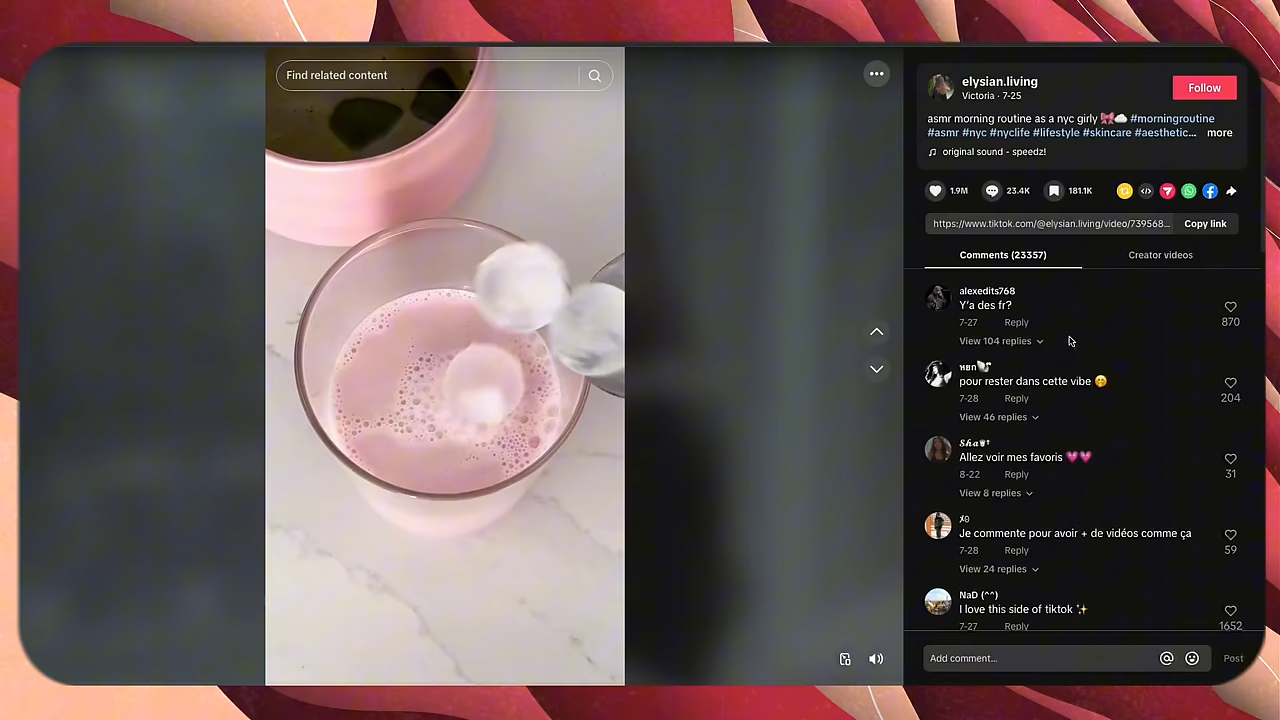 Find related content
elysian.living
Victoria · 7-25
Follow
asmr morning routine as a nyc girly 🎀☁️ #morningroutine
#asmr #nyc #nyclife #lifestyle #skincare #aesthetic... more
♫ original sound - speedz!
1.9M
23.4K
181.1K
https://www.tiktok.com/@elysian.living/video/739568...
Copy link
Comments (23357)
Creator videos
alexedits768
Y'a des fr?
7-27 Reply
870
View 104 replies
ʜᴇɴ🕊
pour rester dans cette vibe 🤭
7-28 Reply
204
View 46 replies
𝑺𝒉𝒂♛†
Allez voir mes favoris 💗💗
8-22 Reply
31
View 8 replies
Je commente pour avoir + de vidéos comme ça
7-28 Reply
59
View 24 replies
NaD (^^)
I love this side of tiktok ✨
7-27 Reply
1652
Add comment...
Post